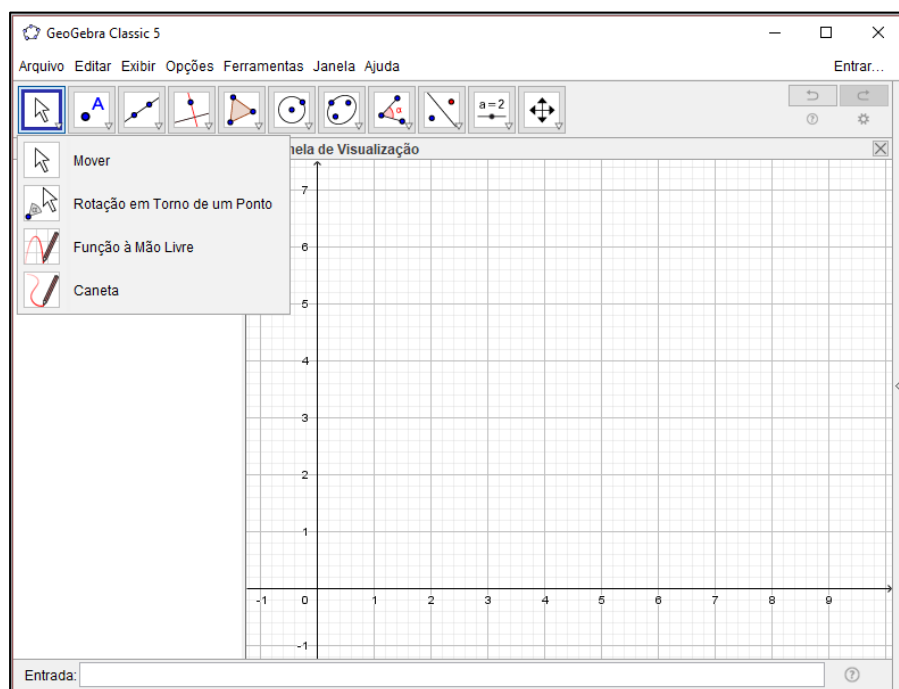 GeoGebra Classic 5
Arquivo Editar Exibir Opções Ferramentas Janela Ajuda Entrar...
A
α
a=2
Mover
Rotação em Torno de um Ponto
Função à Mão Livre
Caneta
nela de Visualização
7
6
5
4
3
2
1
-1 0 1 2 3 4 5 6 7 8 9
-1
Entrada: